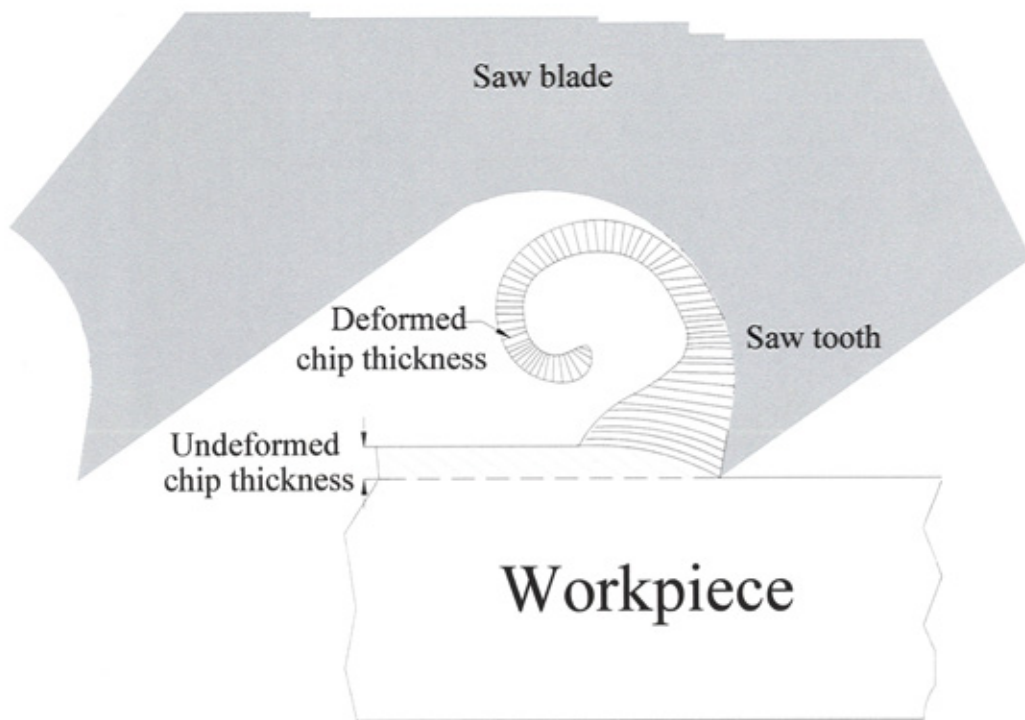 Saw blade
Deformed
chip thickness
Saw tooth
Undeformed
chip thickness
Workpiece